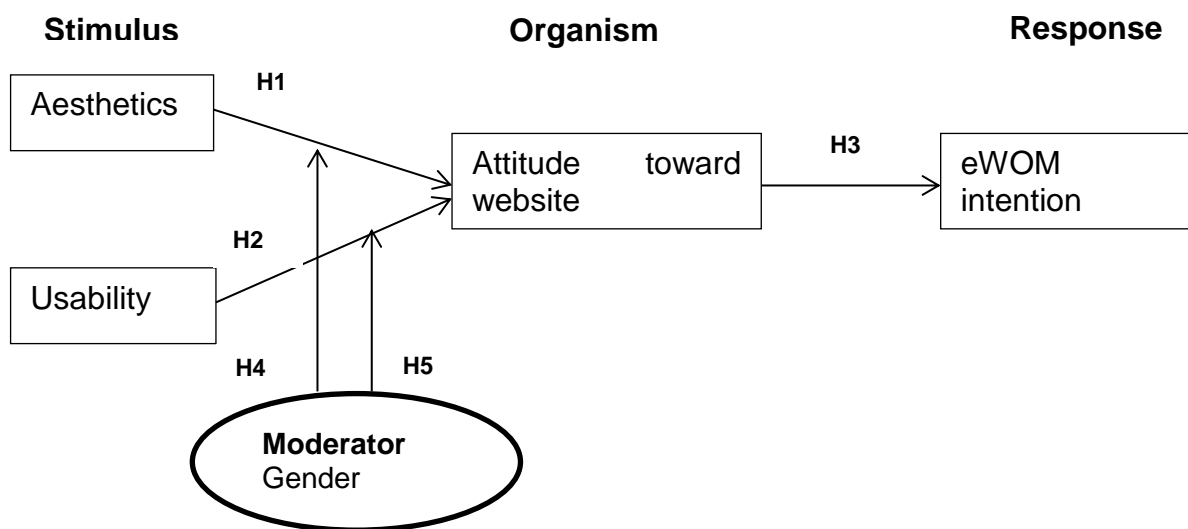 Stimulus
Organism
Response
H1
Aesthetics
H3
Attitude toward
website
eWOM
intention
H2
Usability
H4
H5
Moderator
Gender